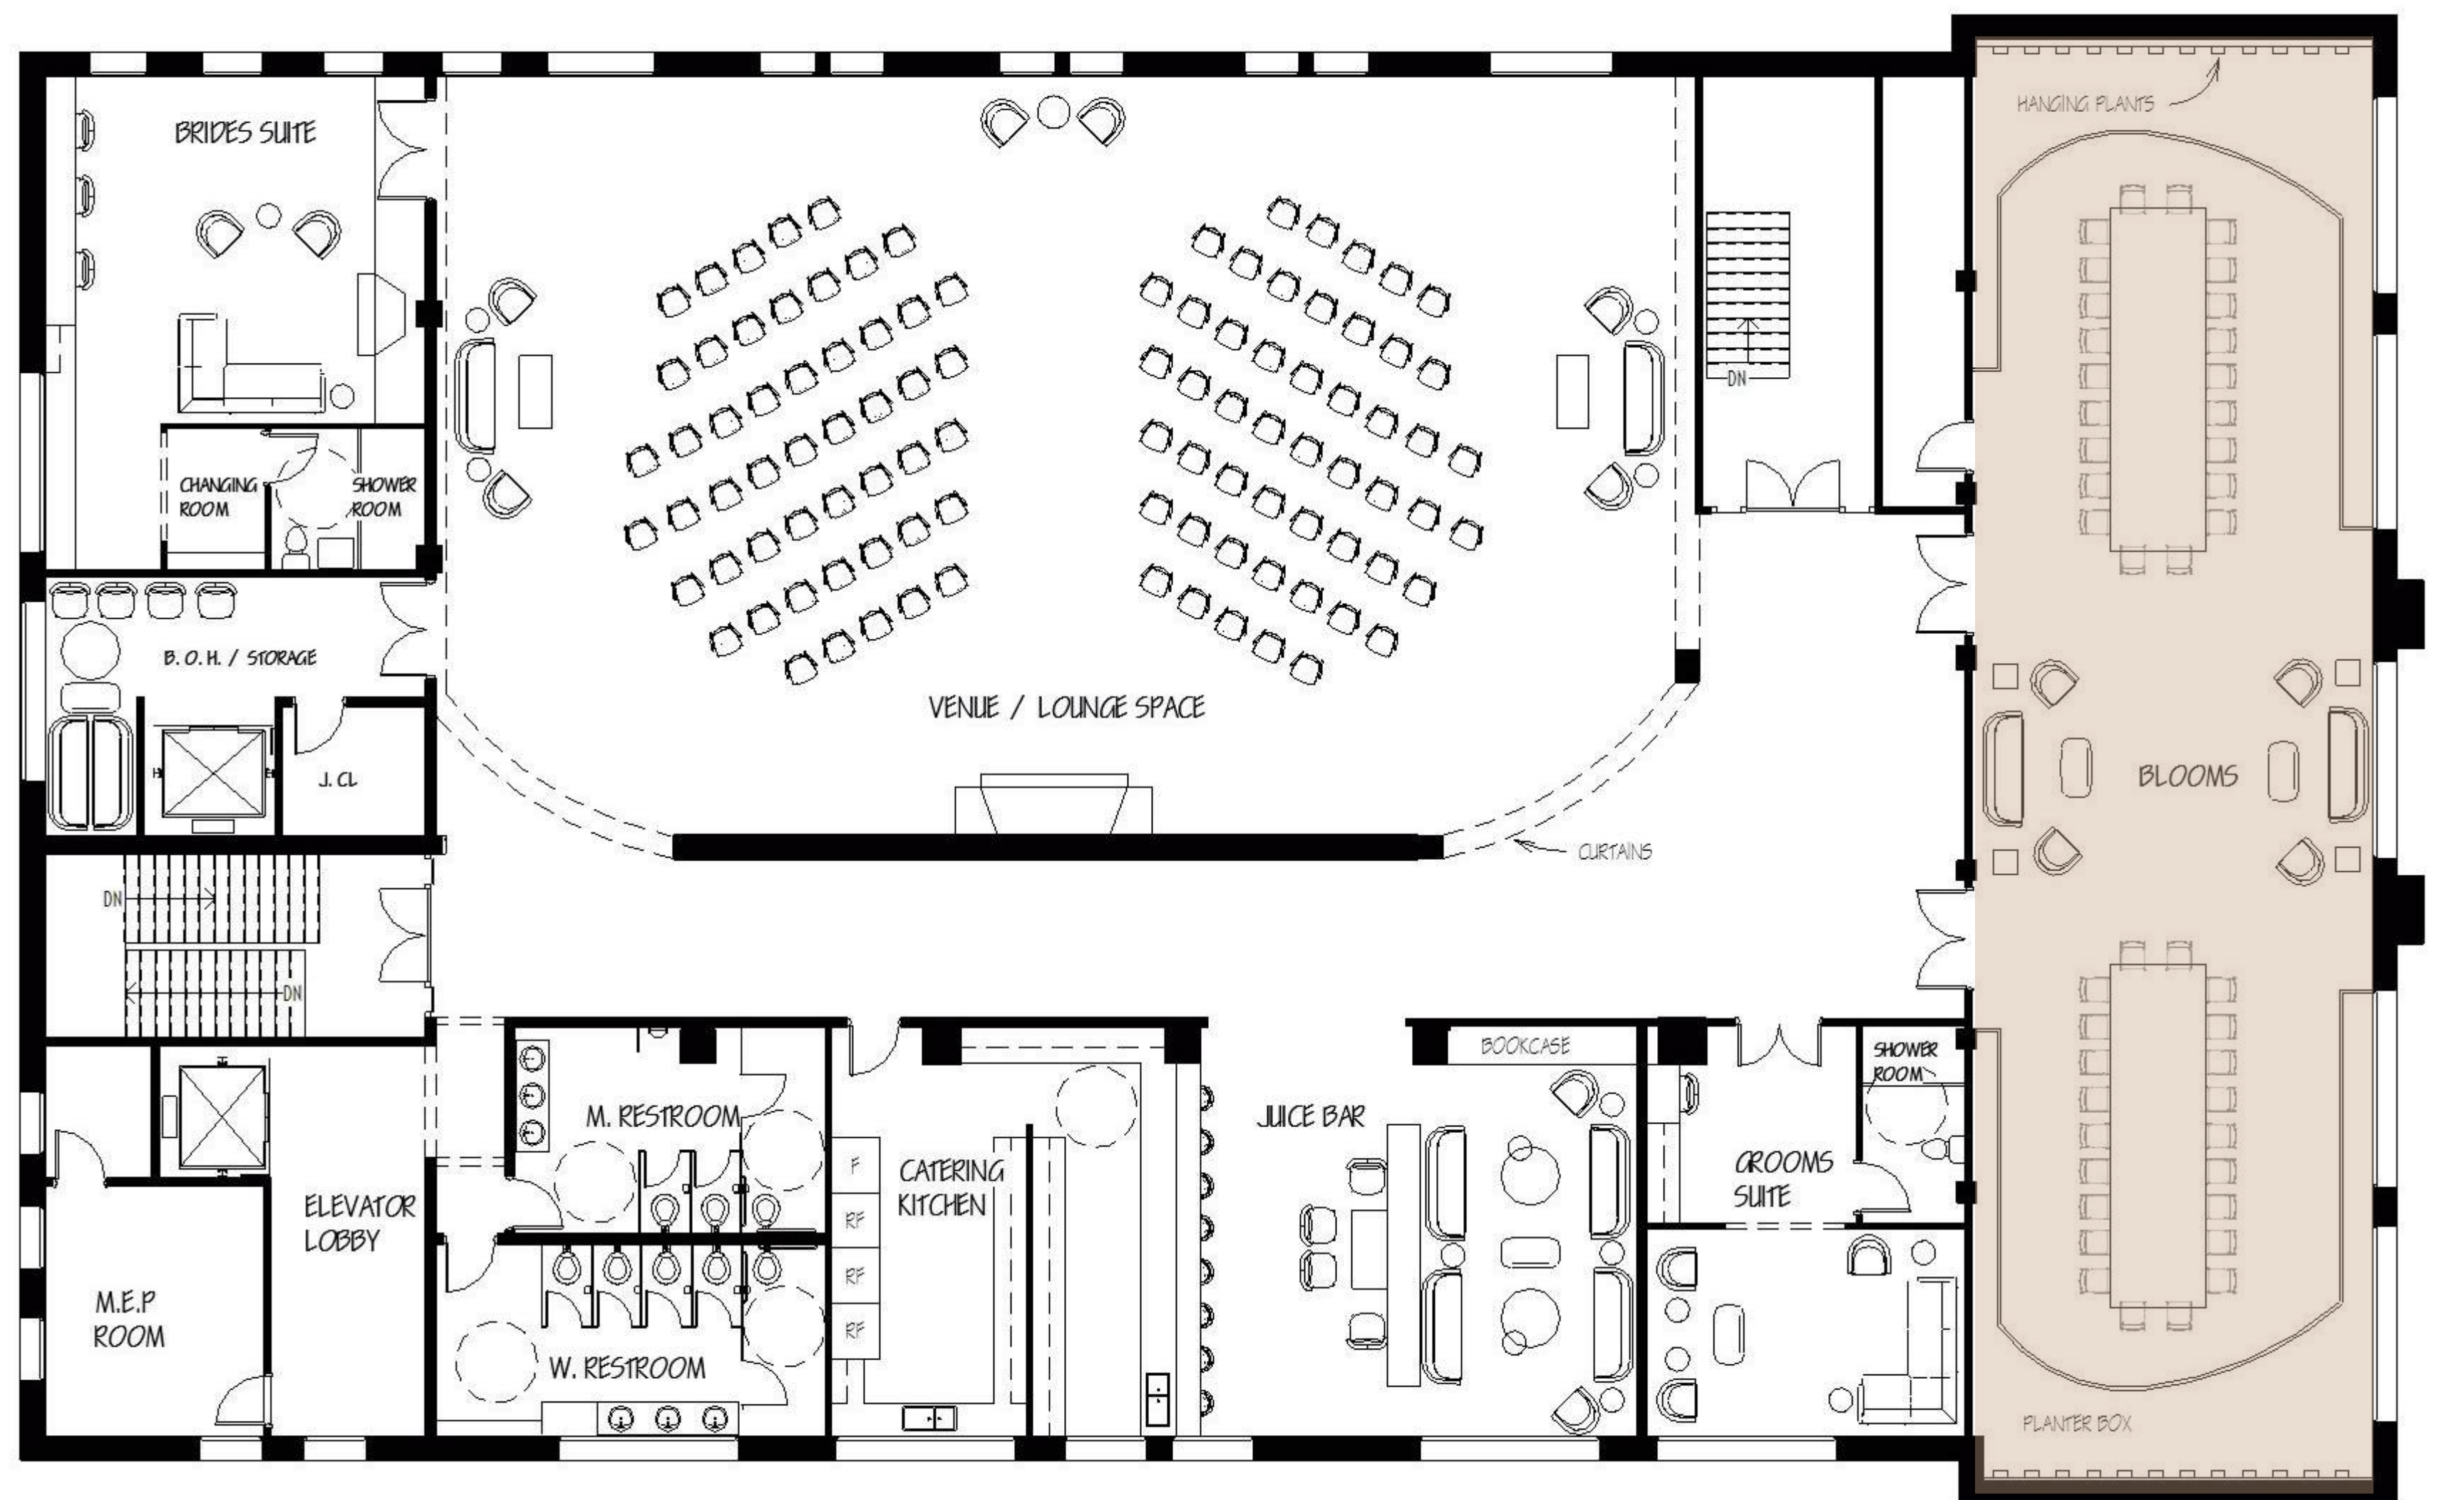 HANGING PLANTS
BRIDES SUITE
DN
CHANGING
ROOM
SHOWER
ROOM
B. O. H. / STORAGE
VENUE / LOUNGE SPACE
J. CL
BLOOMS
CURTAINS
DN
DN
BOOKCASE
SHOWER
ROOM
M. RESTROOM
JUICE BAR
F
CATERING
KITCHEN
GROOMS
SUITE
ELEVATOR
LOBBY
RF
RF
RF
M.E.P
ROOM
W. RESTROOM
PLANTER BOX